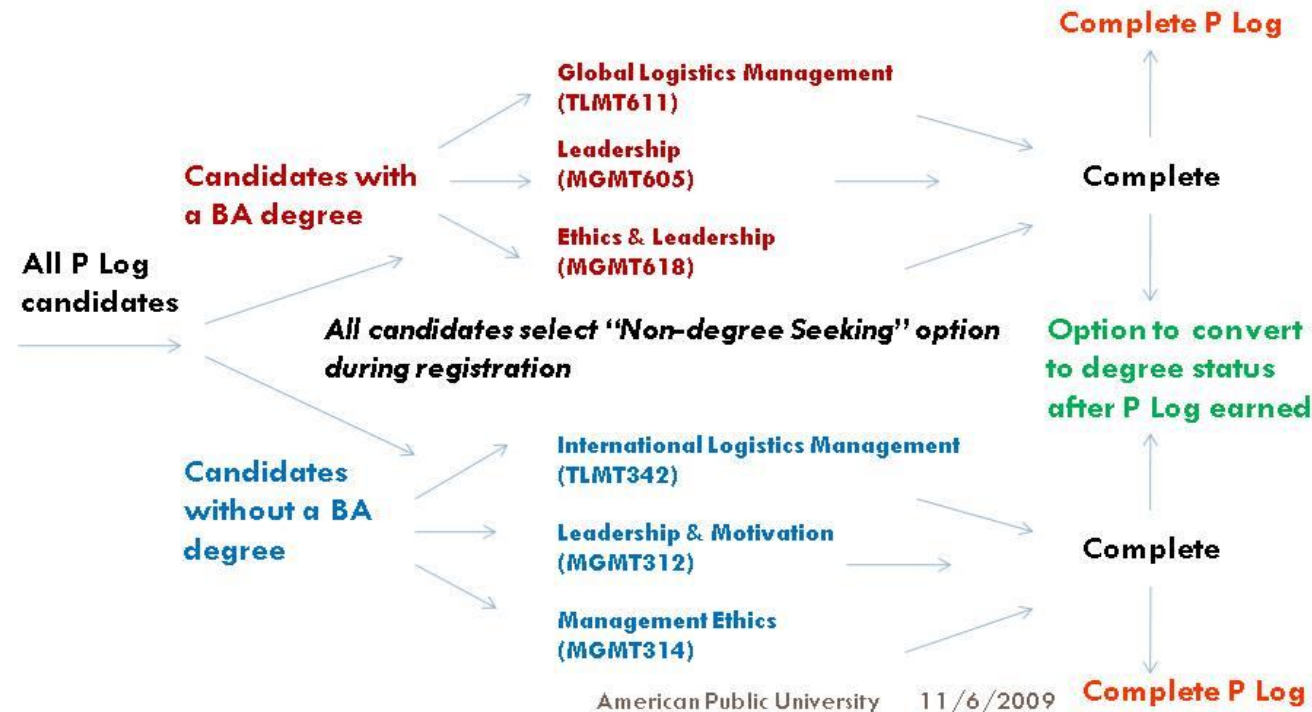 Complete P Log
Global Logistics Management
(TLMT611)
Leadership
(MGMT605)
Candidates with
a BA degree
Complete
Ethics & Leadership
(MGMT618)
All P Log
candidates
All candidates select “Non-degree Seeking” option
during registration
Option to convert
to degree status
after P Log earned
International Logistics Management
(TLMT342)
Candidates
without a BA
degree
Leadership & Motivation
(MGMT312)
Complete
Management Ethics
(MGMT314)
American Public University 11/6/2009
Complete P Log